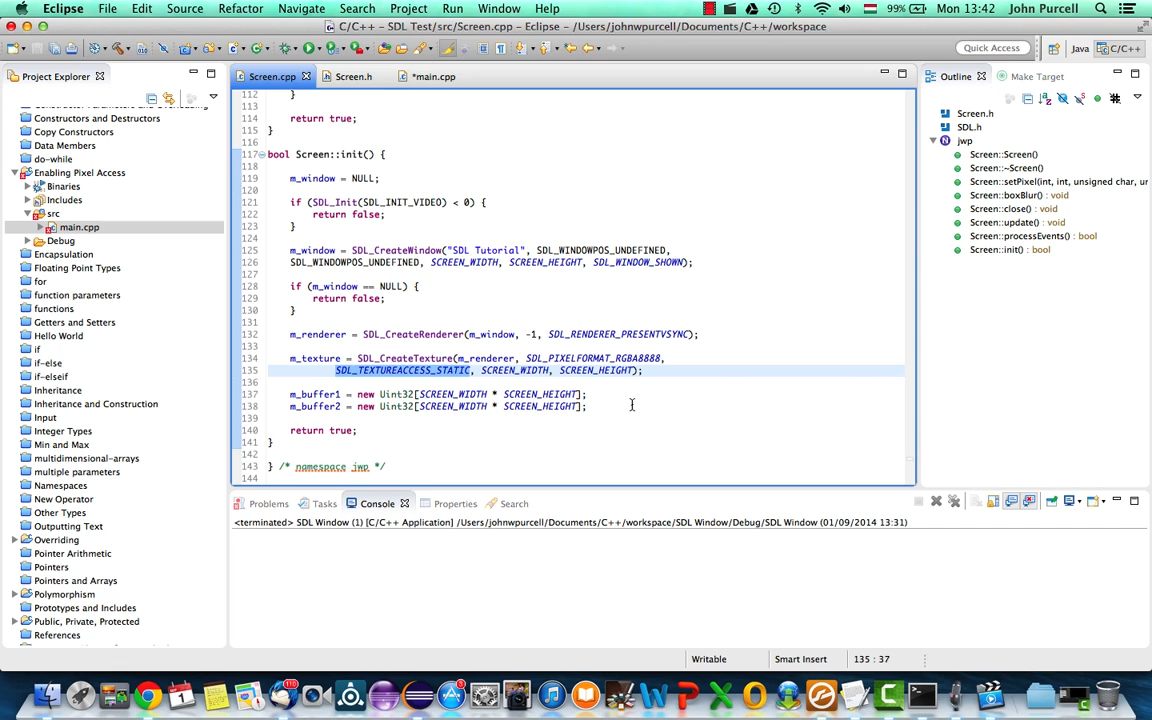 Eclipse File Edit Source Refactor Navigate Search Project Run Window Help 99% Mon 13:42 John Purcell
C/C++ - SDL Test/src/Screen.cpp - Eclipse - /Users/johnwpurcell/Documents/C++/workspace
Quick Access Java C/C++
Project Explorer
Constructors and Destructors
Copy Constructors
Data Members
do-while
Enabling Pixel Access
Binaries
Includes
src
main.cpp
Debug
Encapsulation
Floating Point Types
for
function parameters
functions
Getters and Setters
Hello World
if
if-else
if-elseif
Inheritance
Inheritance and Constructor
Input
Integer Types
Min and Max
multidimensional-arrays
multiple parameters
Namespaces
New Operator
Other Types
Outputting Text
Overriding
Pointer Arithmetic
Pointers
Pointers and Arrays
Polymorphism
Prototypes and Includes
Public, Private, Protected
References
Screen.cpp Screen.h *main.cpp
112 }
113
114 return true;
115 }
116
117 bool Screen::init() {
118
119 m_window = NULL;
120
121 if (SDL_Init(SDL_INIT_VIDEO) < 0) {
122 return false;
123 }
124
125 m_window = SDL_CreateWindow("SDL Tutorial", SDL_WINDOWPOS_UNDEFINED,
126 SDL_WINDOWPOS_UNDEFINED, SCREEN_WIDTH, SCREEN_HEIGHT, SDL_WINDOW_SHOWN);
127
128 if (m_window == NULL) {
129 return false;
130 }
131
132 m_renderer = SDL_CreateRenderer(m_window, -1, SDL_RENDERER_PRESENTVSYNC);
133
134 m_texture = SDL_CreateTexture(m_renderer, SDL_PIXELFORMAT_RGBA8888,
135 SDL_TEXTUREACCESS_STATIC, SCREEN_WIDTH, SCREEN_HEIGHT);
136
137 m_buffer1 = new Uint32[SCREEN_WIDTH * SCREEN_HEIGHT];
138 m_buffer2 = new Uint32[SCREEN_WIDTH * SCREEN_HEIGHT];
139
140 return true;
141 }
142
143 } /* namespace jwp */
144
Outline Make Target
Screen.h
SDL.h
jwp
Screen::Screen()
Screen::~Screen()
Screen::setPixel(int, int, unsigned char, u
Screen::boxBlur() : void
Screen::close() : void
Screen::update() : void
Screen::processEvents() : bool
Screen::init() : bool
Problems Tasks Console Properties Search
<terminated> SDL Window (1) [C/C++ Application] /Users/johnwpurcell/Documents/C++/workspace/SDL Window/Debug/SDL Window (01/09/2014 13:31)
Writable Smart Insert 135 : 37